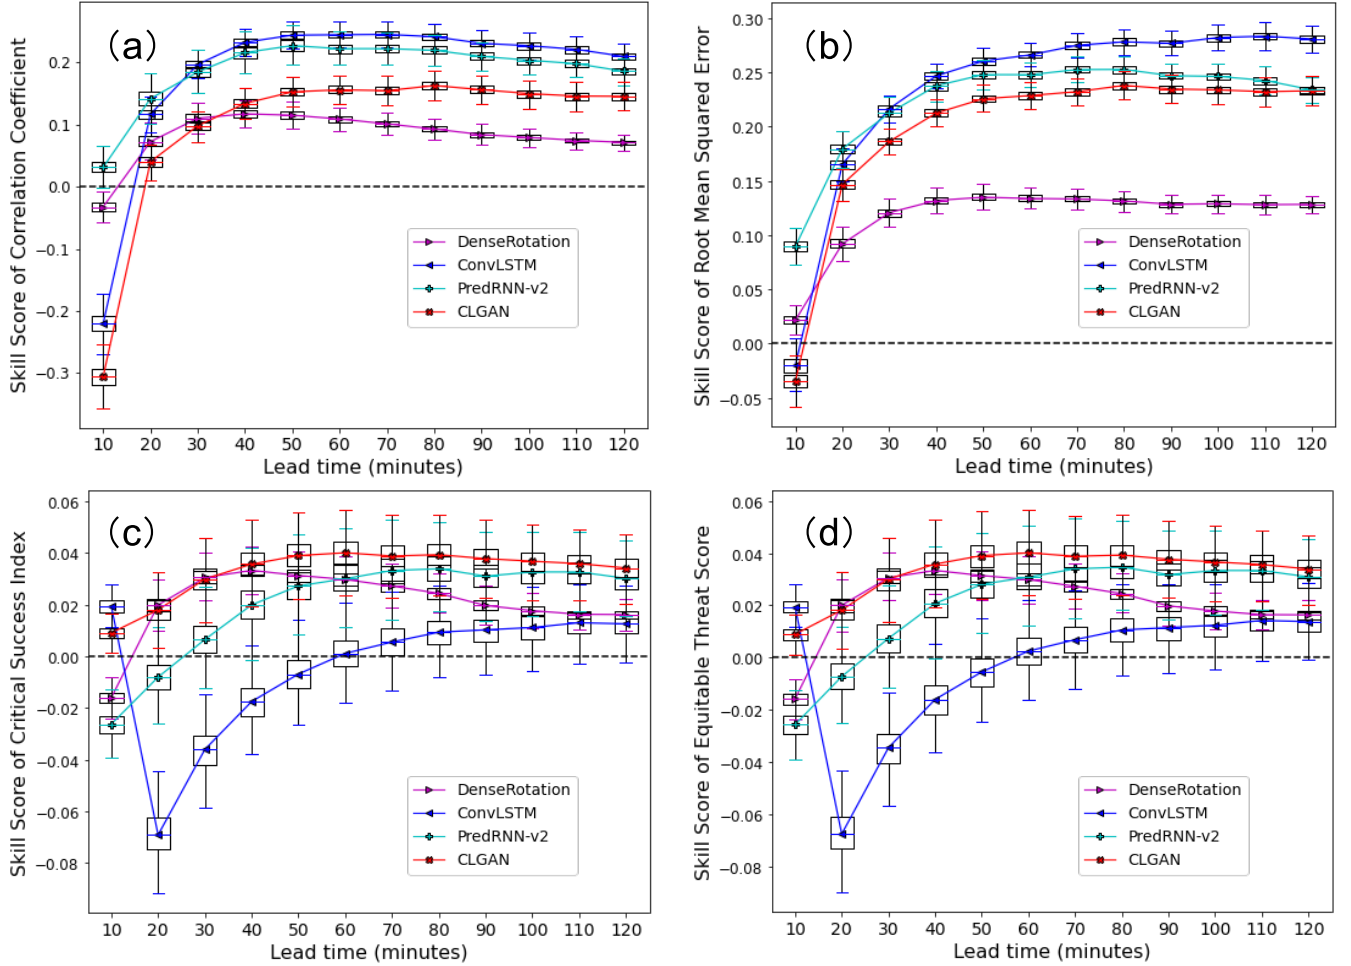 (a)
Skill Score of Correlation Coefficient
0.2
0.1
0.0
−0.1
−0.2
−0.3
10 20 30 40 50 60 70 80 90 100 110 120
Lead time (minutes)
DenseRotation
ConvLSTM
PredRNN-v2
CLGAN
(b)
Skill Score of Root Mean Squared Error
0.30
0.25
0.20
0.15
0.10
0.05
0.00
−0.05
10 20 30 40 50 60 70 80 90 100 110 120
Lead time (minutes)
DenseRotation
ConvLSTM
PredRNN-v2
CLGAN
(c)
Skill Score of Critical Success Index
0.06
0.04
0.02
0.00
−0.02
−0.04
−0.06
−0.08
10 20 30 40 50 60 70 80 90 100 110 120
Lead time (minutes)
DenseRotation
ConvLSTM
PredRNN-v2
CLGAN
(d)
Skill Score of Equitable Threat Score
0.06
0.04
0.02
0.00
−0.02
−0.04
−0.06
−0.08
10 20 30 40 50 60 70 80 90 100 110 120
Lead time (minutes)
DenseRotation
ConvLSTM
PredRNN-v2
CLGAN